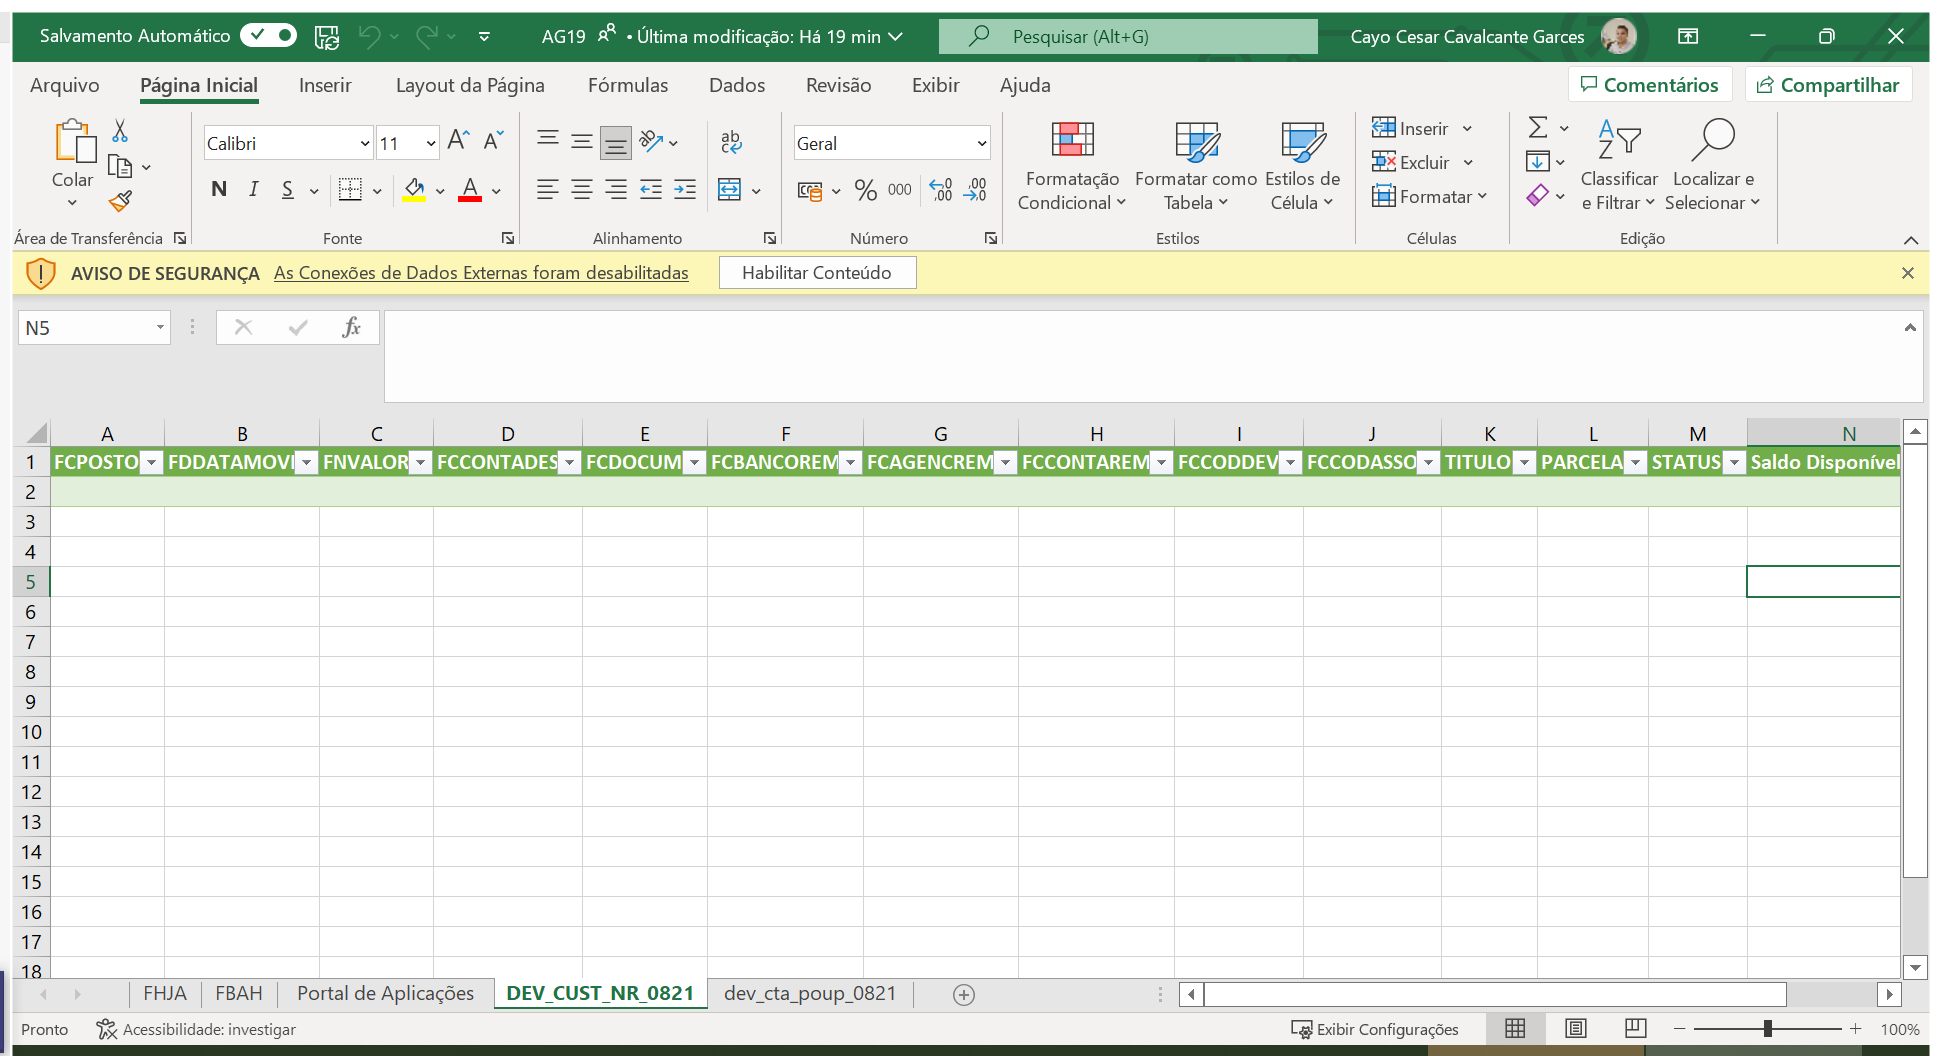 Salvamento Automático AG19 • Última modificação: Há 19 min Pesquisar (Alt+G) Cayo Cesar Cavalcante Garces
Arquivo Página Inicial Inserir Layout da Página Fórmulas Dados Revisão Exibir Ajuda Comentários Compartilhar
Colar
Calibri 11
N I S
ab
Geral
% 000
Formatação Condicional
Formatar como Tabela
Estilos de Célula
Inserir
Excluir
Formatar
Classificar e Filtrar
Localizar e Selecionar
Área de Transferência Fonte Alinhamento Número Estilos Células Edição
AVISO DE SEGURANÇA As Conexões de Dados Externas foram desabilitadas Habilitar Conteúdo
N5 fx
A B C D E F G H I J K L M N
1 FCPOSTO FDDATAMOVI FNVALOR FCCONTADES FCDOCUM FCBANCOREM FCAGENCREM FCCONTAREM FCCODDEV FCCODASSO TITULO PARCELA STATUS Saldo Disponível
2
3
4
5
6
7
8
9
10
11
12
13
14
15
16
17
18
FHJA FBAH Portal de Aplicações DEV_CUST_NR_0821 dev_cta_poup_0821
Pronto Acessibilidade: investigar Exibir Configurações 100%